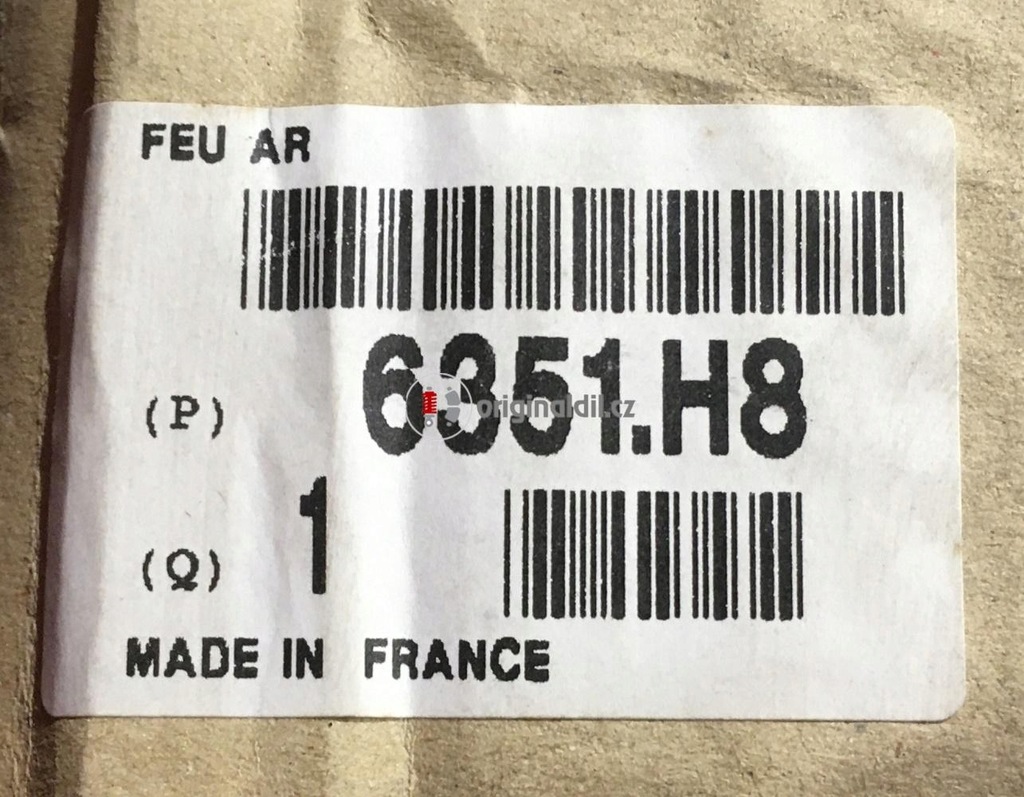 FEU AR
(P) 6351.H8
originaldil.cz
(Q) 1
MADE IN FRANCE